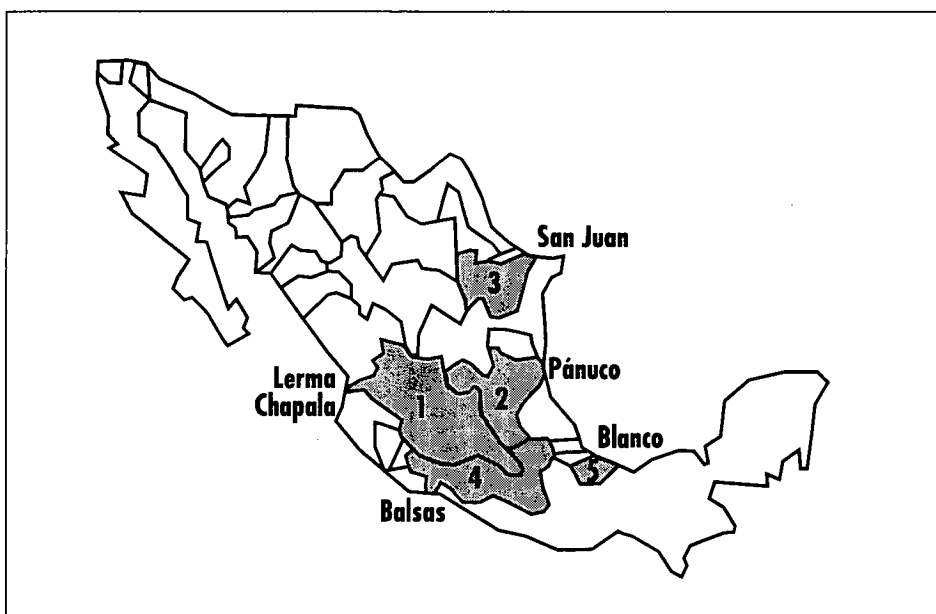 San Juan
3
Lerma
Chapala
1
2
Pánuco
Blanco
4
5
Balsas